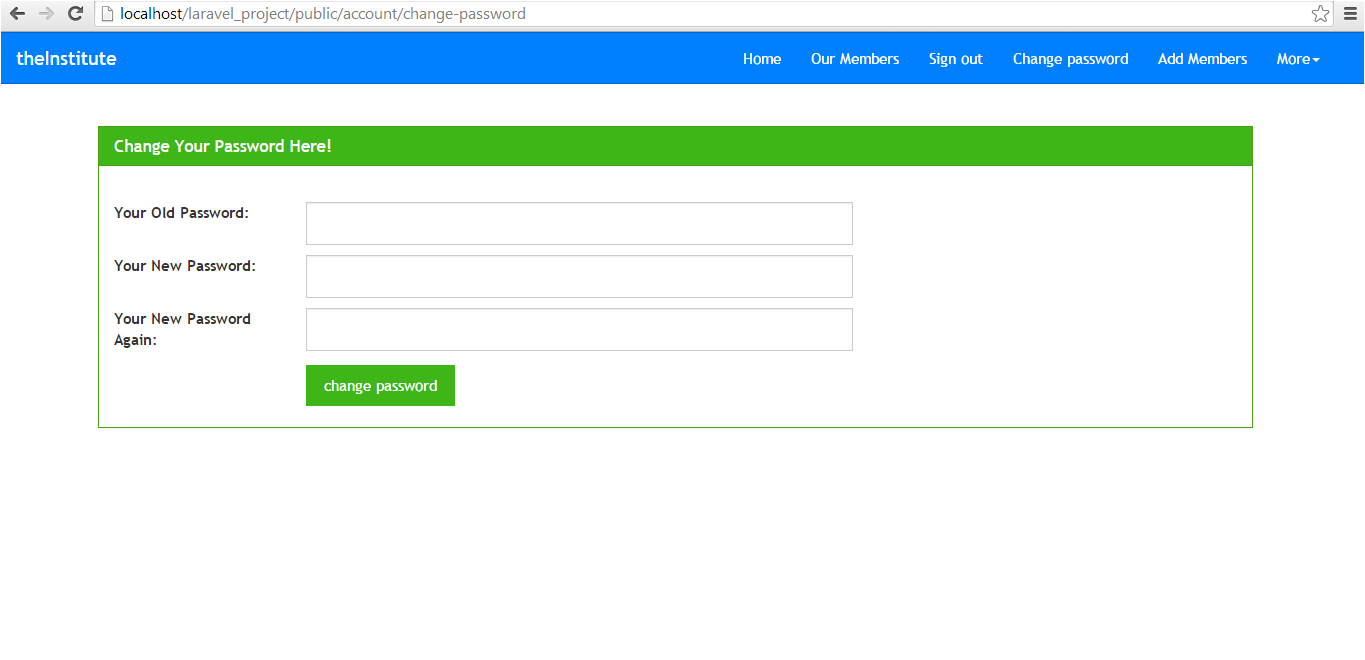 localhost/laravel_project/public/account/change-password
theInstitute Home Our Members Sign out Change password Add Members More
Change Your Password Here!
Your Old Password:
Your New Password:
Your New Password
Again:
change password